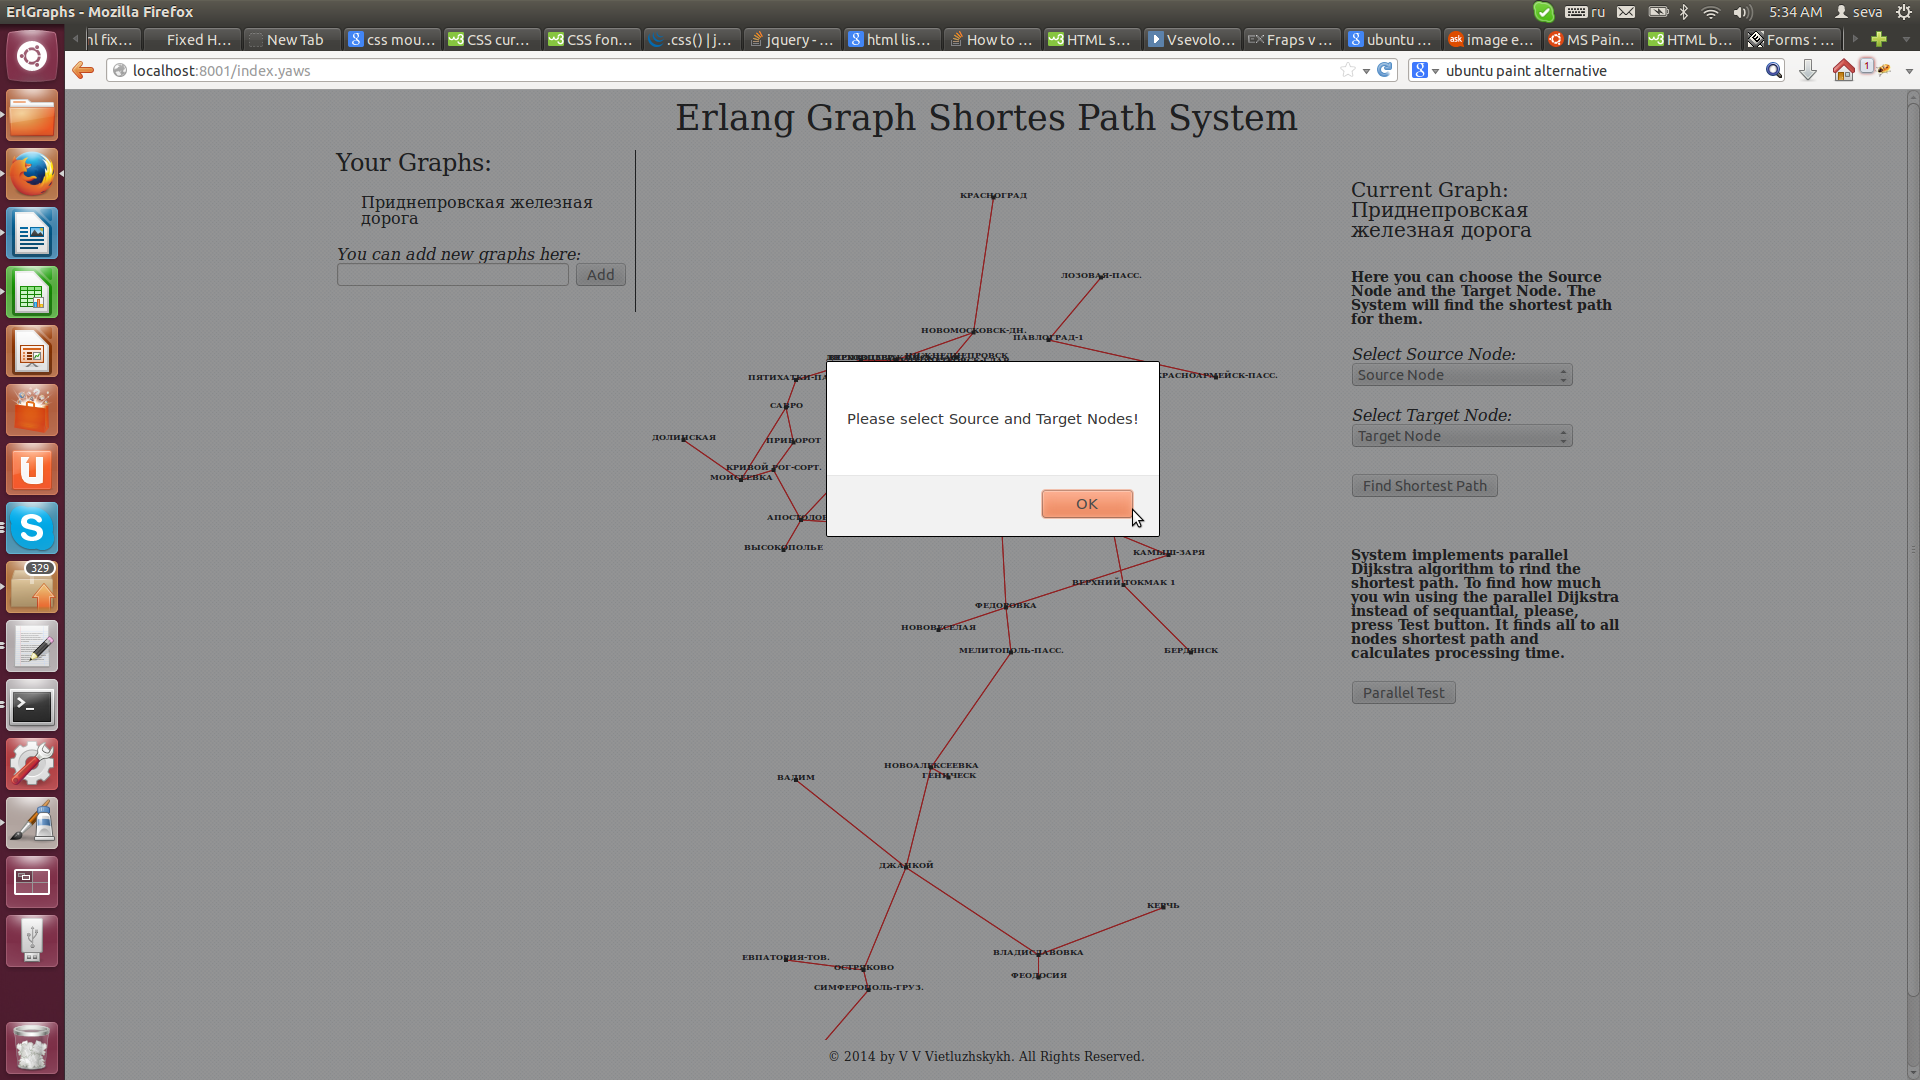 ErlGraphs - Mozilla Firefox
ru
5:34 AM
seva
nl fix...
Fixed H...
New Tab
css mou...
CSS cur...
CSS fon...
.css() | j...
jquery - ...
html lis...
How to ...
HTML s...
Vsevolo...
Fraps v ...
ubuntu ...
image e...
MS Pain...
HTML b...
Forms : ...
localhost:8001/index.yaws
ubuntu paint alternative
1
Erlang Graph Shortes Path System
Your Graphs:
Приднепровская железная
дорога
You can add new graphs here:
Add
КРАСНОГРАД
ЛОЗОВАЯ-ПАСС.
НОВОМОСКОВСК-ДН.
ПАВЛОГРАД-1
НИЖНЕДНЕПРОВСК
ПЯТИХАТКИ-ПА
КРАСНОАРМЕЙСК-ПАСС.
САВРО
ДОЛИНСКАЯ
ПРИВОРОТ
КРИВОЙ РОГ-СОРТ.
МОИСЕЕВКА
АПОСТОЛОВ
ВЫСОКОПОЛЬЕ
Please select Source and Target Nodes!
OK
КАМЫШ-ЗАРЯ
ВЕРХНИЙ ТОКМАК 1
ФЕДОРОВКА
НОВОВЕСЕЛАЯ
МЕЛИТОПОЛЬ-ПАСС.
БЕРДЯНСК
НОВОАЛЕКСЕЕВКА
ГЕНИЧЕСК
ВАДИМ
ДЖАНКОЙ
КЕРЧЬ
ВЛАДИСЛАВОВКА
ЕВПАТОРИЯ-ТОВ.
ОСТРЯКОВО
ФЕОДОСИЯ
СИМФЕРОПОЛЬ-ГРУЗ.
Current Graph:
Приднепровская
железная дорога
Here you can choose the Source
Node and the Target Node. The
System will find the shortest path
for them.
Select Source Node:
Source Node
Select Target Node:
Target Node
Find Shortest Path
System implements parallel
Dijkstra algorithm to rind the
shortest path. To find how much
you win using the parallel Dijkstra
instead of sequantial, please,
press Test button. It finds all to all
nodes shortest path and
calculates processing time.
Parallel Test
329
© 2014 by V V Vietluzhskykh. All Rights Reserved.